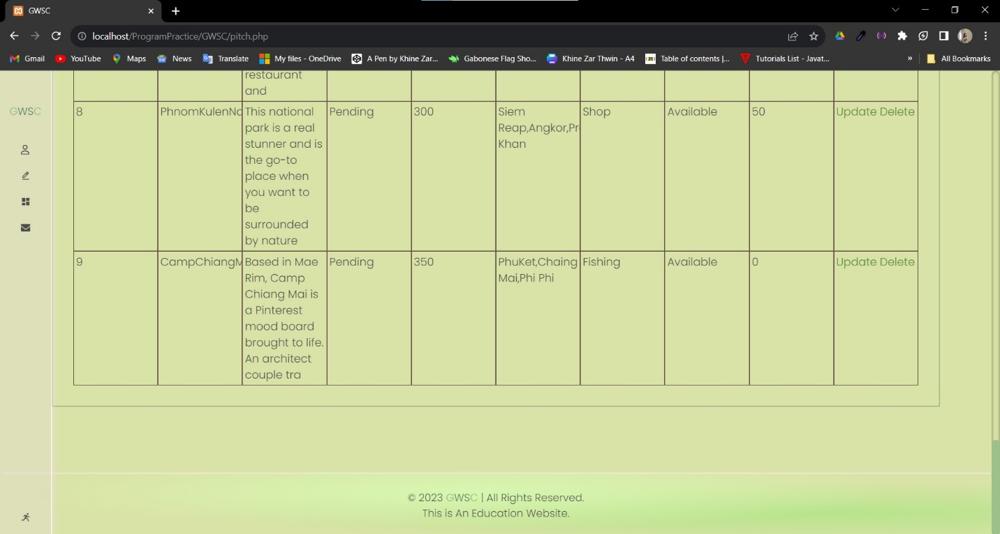 GWSC
localhost/ProgramPractice/GWSC/pitch.php
Gmail YouTube Maps News Translate My files - OneDrive A Pen by Khine Zar... Gabonese Flag Sho... Khine Zar Thwin - A4 Table of contents |... Tutorials List - Javat... » All Bookmarks
GWSC
restaurant
and
8 PhnomKulenNa This national Pending 300 Siem Shop Available 50 Update Delete
park is a real Reap,Angkor,Pr
stunner and is Khan
the go-to
place when
you want to
be
surrounded
by nature
9 CampChiangM Based in Mae Pending 350 PhuKet,Chaing Fishing Available 0 Update Delete
Rim, Camp Mai,Phi Phi
Chiang Mai is
a Pinterest
mood board
brought to life.
An architect
couple tra
© 2023 GWSC | All Rights Reserved.
This is An Education Website.